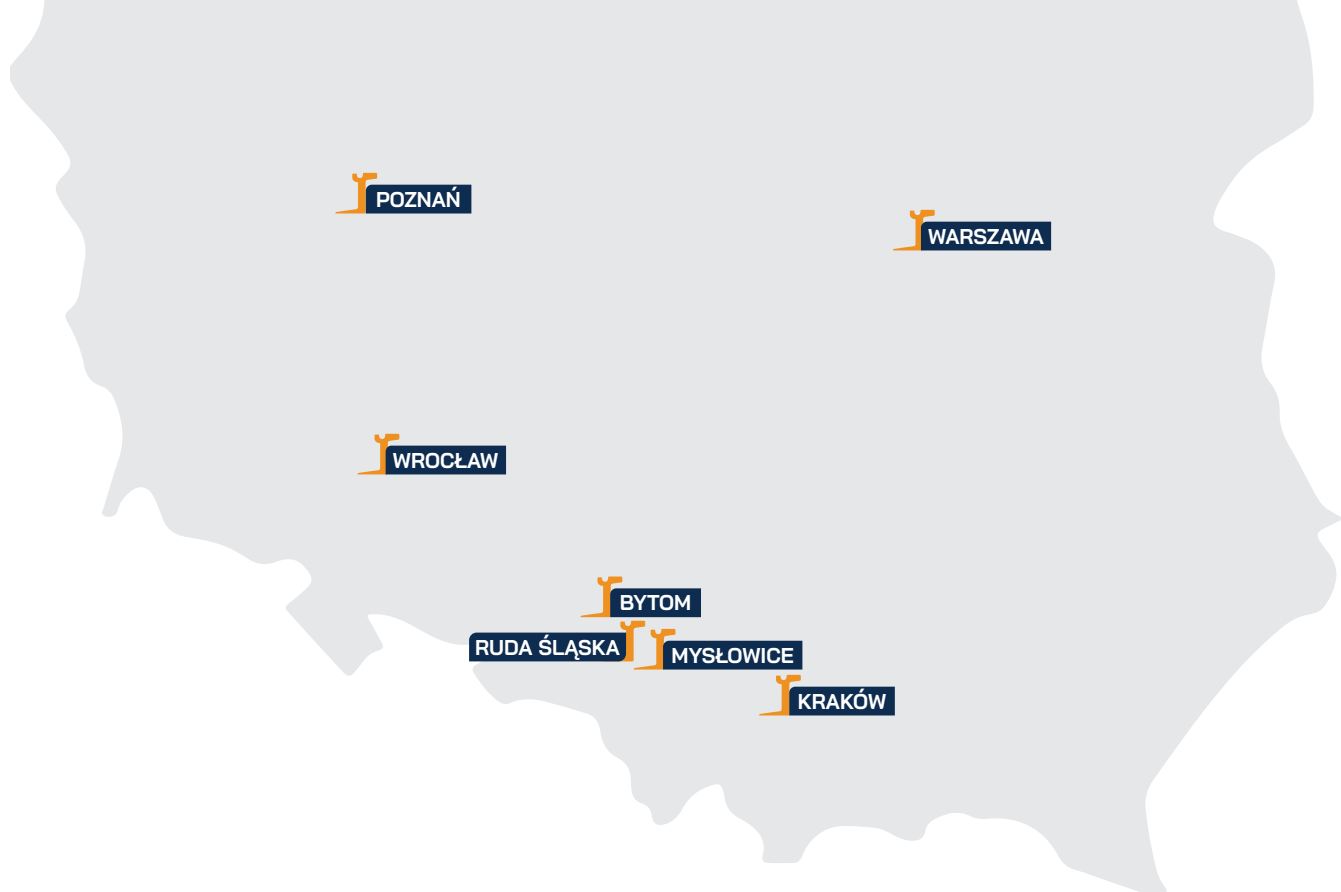 POZNAŃ
WARSZAWA
WROCŁAW
BYTOM
RUDA ŚLĄSKA
MYSŁOWICE
KRAKÓW